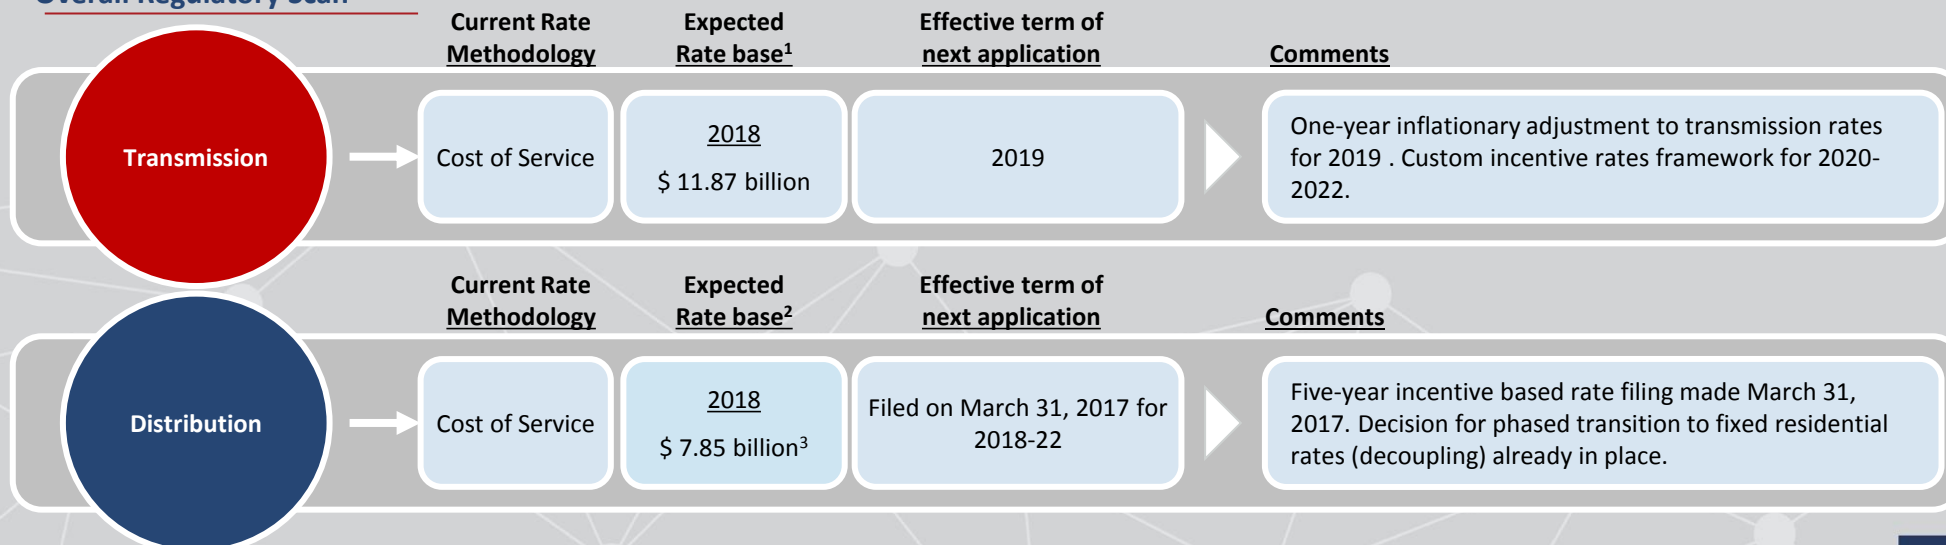 Overall Regulatory Scan
Current Rate
Methodology
Expected
Rate base¹
Effective term of
next application
Comments
Transmission
Cost of Service
2018
$ 11.87 billion
2019
One-year inflationary adjustment to transmission rates
for 2019 . Custom incentive rates framework for 2020-
2022.
Current Rate
Methodology
Expected
Rate base²
Effective term of
next application
Comments
Distribution
Cost of Service
2018
$ 7.85 billion³
Filed on March 31, 2017 for
2018-22
Five-year incentive based rate filing made March 31,
2017. Decision for phased transition to fixed residential
rates (decoupling) already in place.